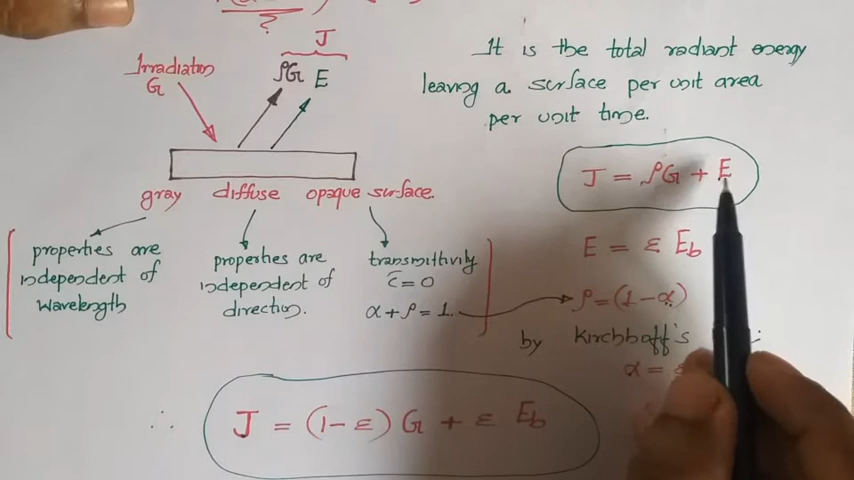 ?
Irradiation
G
J
ρG E
gray diffuse opaque surface.
properties are
independent of
wavelength
properties are
independent of
direction.
transmittivity
τ=0
α+ρ=1.
It is the total radiant energy
leaving a surface per unit area
per unit time.
J = ρG + E
E = ε Eb
ρ=(1-α)
by Kirchhoff's
α =
∴ J = (1-ε) G + ε Eb